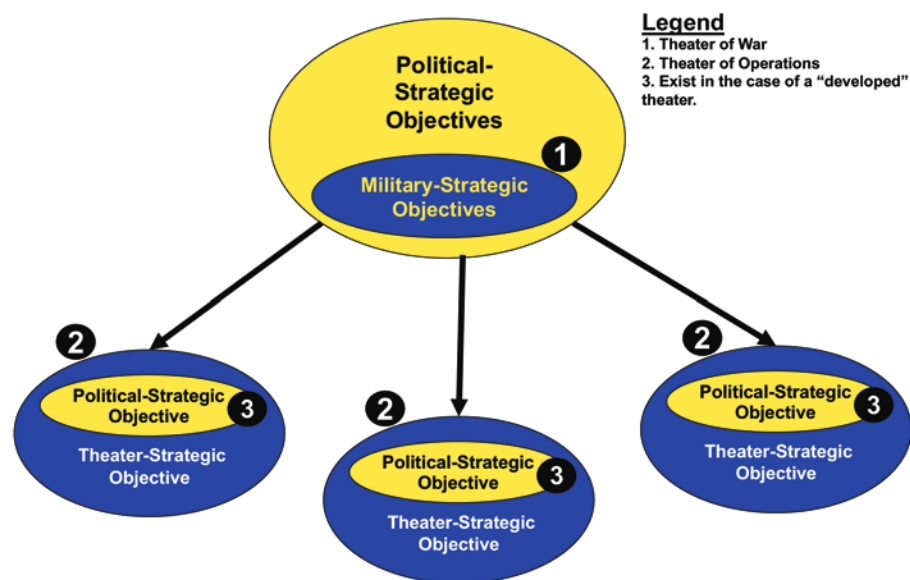 Legend
1. Theater of War
2. Theater of Operations
3. Exist in the case of a “developed”
theater.
Political-
Strategic
Objectives
1
Military-Strategic
Objectives
2
Political-Strategic
Objective
3
Theater-Strategic
Objective
2
Political-Strategic
Objective
3
Theater-Strategic
Objective
2
Political-Strategic
Objective
3
Theater-Strategic
Objective